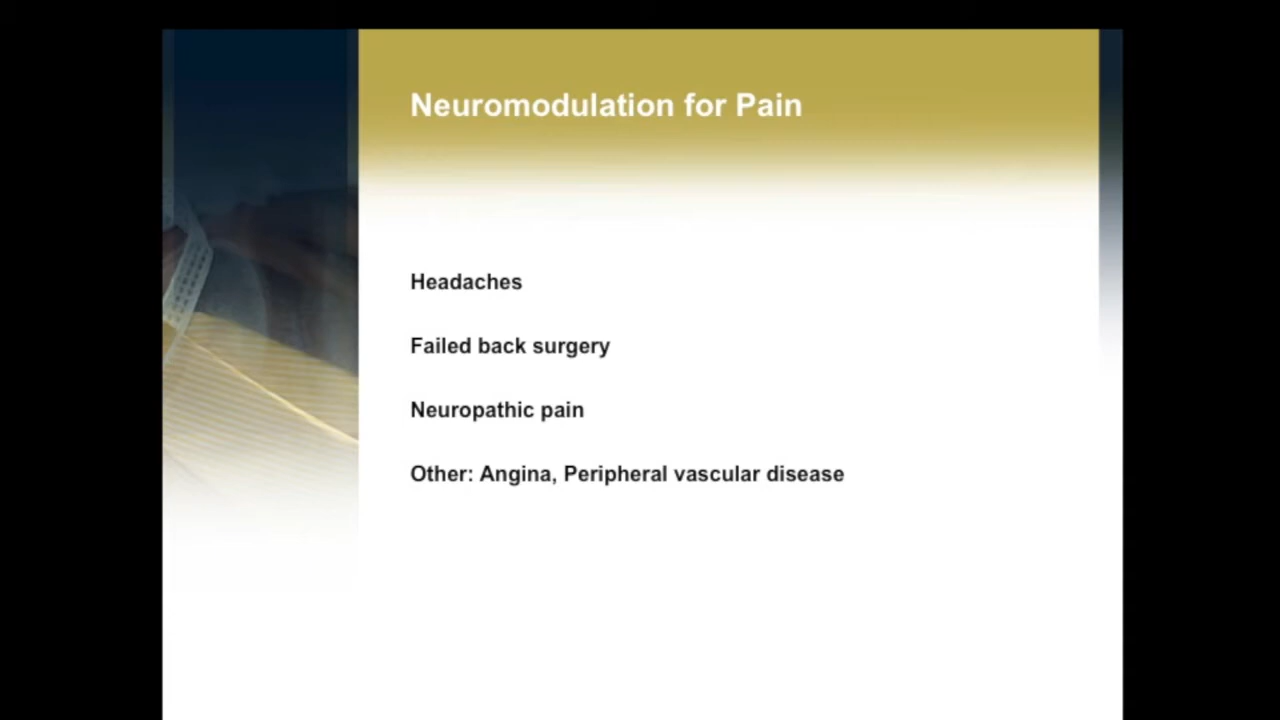 Neuromodulation for Pain
Headaches
Failed back surgery
Neuropathic pain
Other: Angina, Peripheral vascular disease